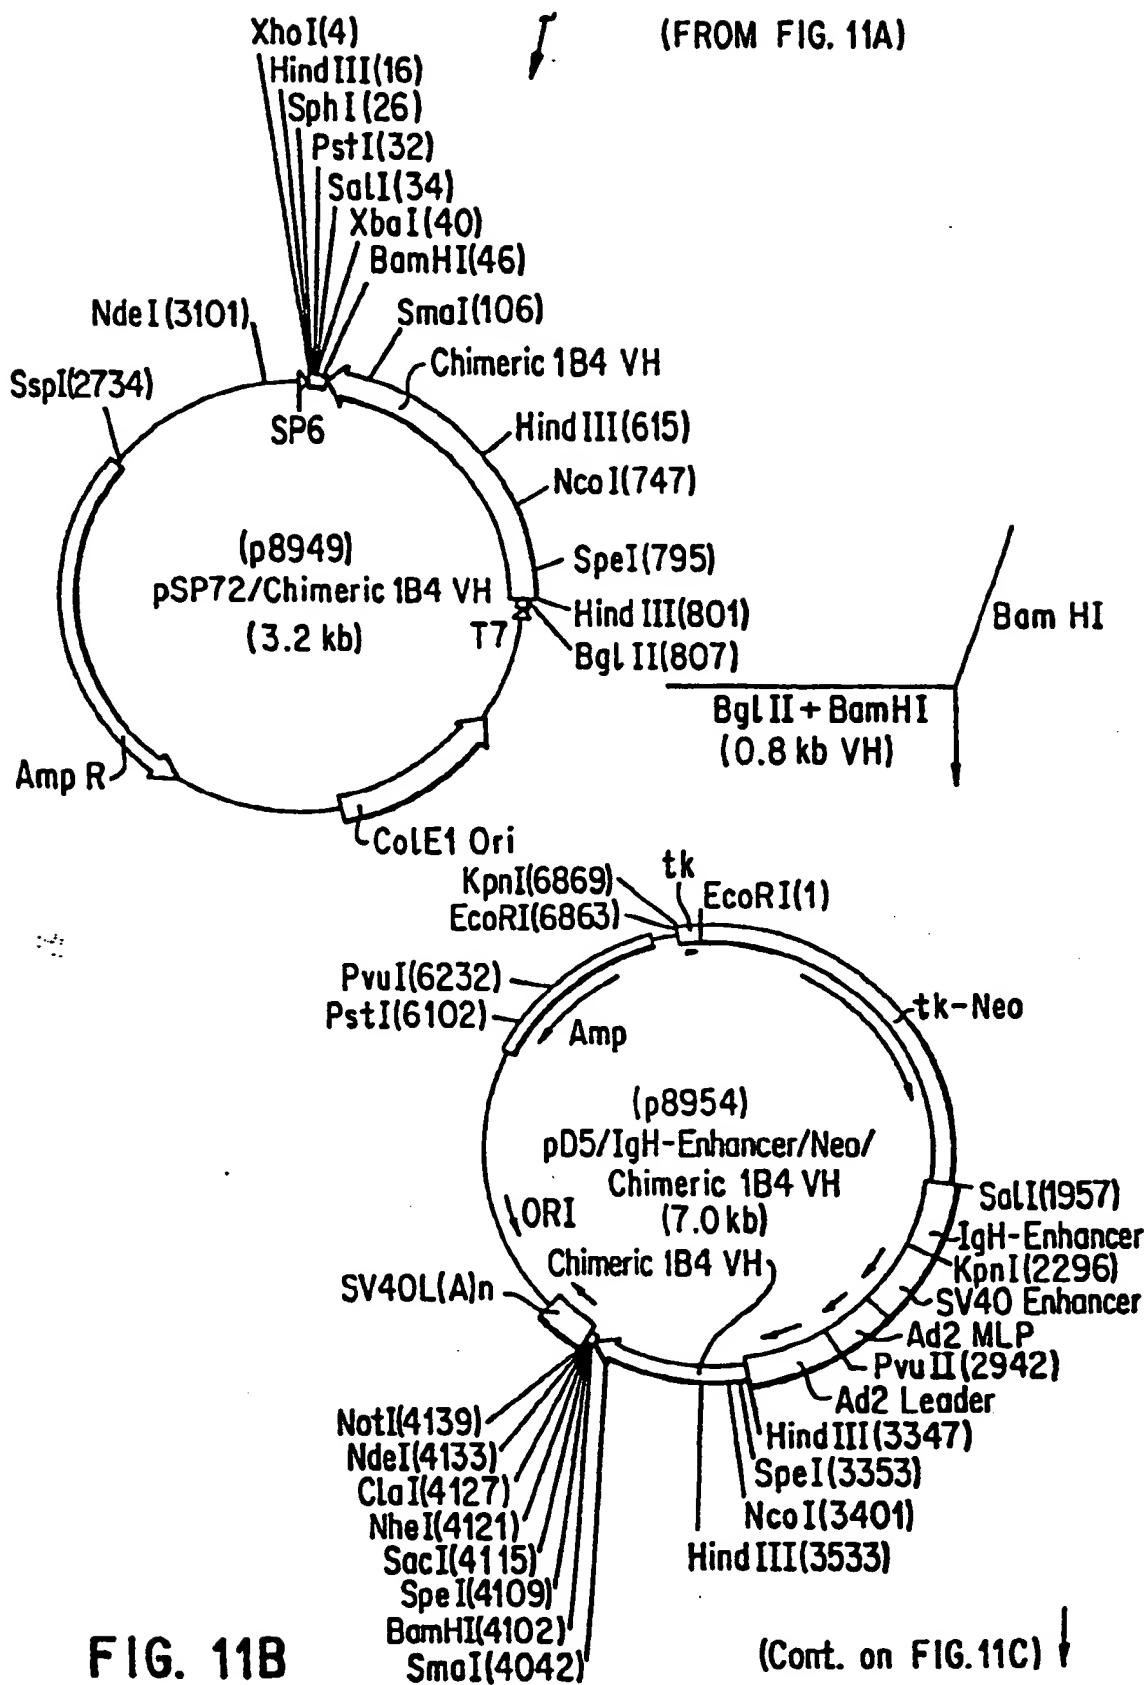 (FROM FIG. 11A)
XhoI(4)
HindIII(16)
SphI(26)
PstI(32)
SalI(34)
XbaI(40)
BamHI(46)
NdeI(3101)
SmaI(106)
Chimeric 1B4 VH
SspI(2734)
SP6
HindIII(615)
NcoI(747)
(p8949)
pSP72/Chimeric 1B4 VH
(3.2 kb)
SpeI(795)
HindIII(801)
T7
BglII(807)
Bam HI
BglII+BamHI
(0.8 kb VH)
Amp R
ColE1 Ori
KpnI(6869)
tk
EcoRI(1)
EcoRI(6863)
PvuI(6232)
PstI(6102)
Amp
tk-Neo
(p8954)
pD5/IgH-Enhancer/Neo/
Chimeric 1B4 VH
(7.0 kb)
ORI
Chimeric 1B4 VH
SalI(1957)
IgH-Enhancer
KpnI(2296)
SV40 Enhancer
SV40L(A)n
Ad2 MLP
PvuII(2942)
Ad2 Leader
HindIII(3347)
SpeI(3353)
NcoI(3401)
HindIII(3533)
NotI(4139)
NdeI(4133)
ClaI(4127)
NheI(4121)
SacI(4115)
SpeI(4109)
BamHI(4102)
SmaI(4042)
FIG. 11B
(Cont. on FIG.11C)